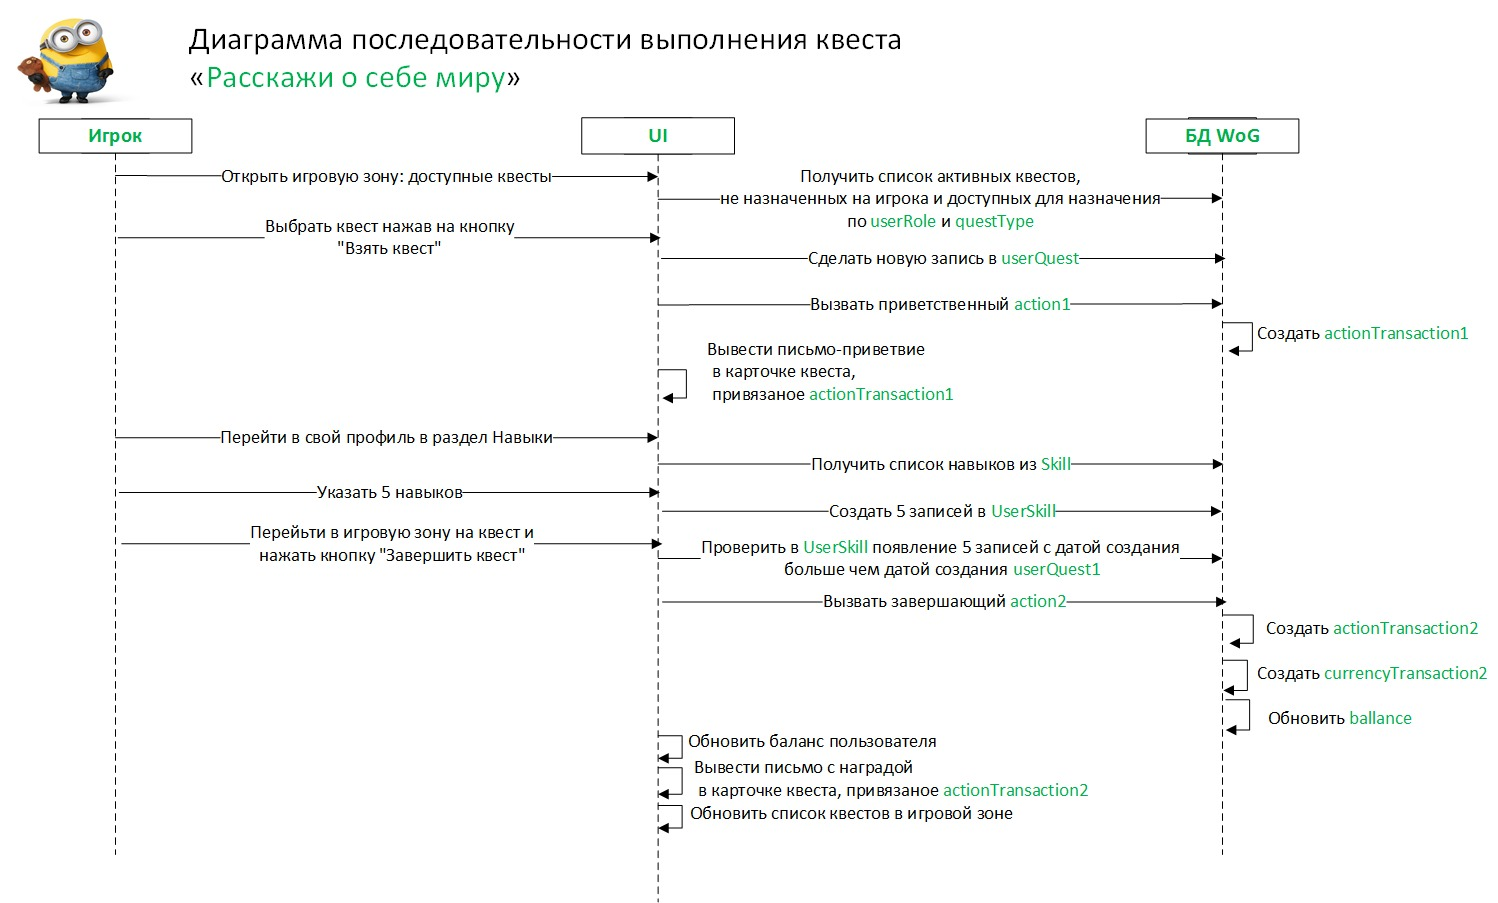 Диаграмма последовательности выполнения квеста
«Расскажи о себе миру»
Игрок
UI
БД WoG
Открыть игровую зону: доступные квесты
Получить список активных квестов,
не назначенных на игрока и доступных для назначения
по userRole и questType
Выбрать квест нажав на кнопку
"Взять квест"
Сделать новую запись в userQuest
Вызвать приветственный action1
Создать actionTransaction1
Вывести письмо-приветвие
в карточке квеста,
привязаное actionTransaction1
Перейти в свой профиль в раздел Навыки
Получить список навыков из Skill
Указать 5 навыков
Создать 5 записей в UserSkill
Перейьти в игровую зону на квест и
нажать кнопку "Завершить квест"
Проверить в UserSkill появление 5 записей с датой создания
больше чем датой создания userQuest1
Вызвать завершающий action2
Создать actionTransaction2
Создать currencyTransaction2
Обновить ballance
Обновить баланс пользователя
Вывести письмо с наградой
в карточке квеста, привязаное actionTransaction2
Обновить список квестов в игровой зоне